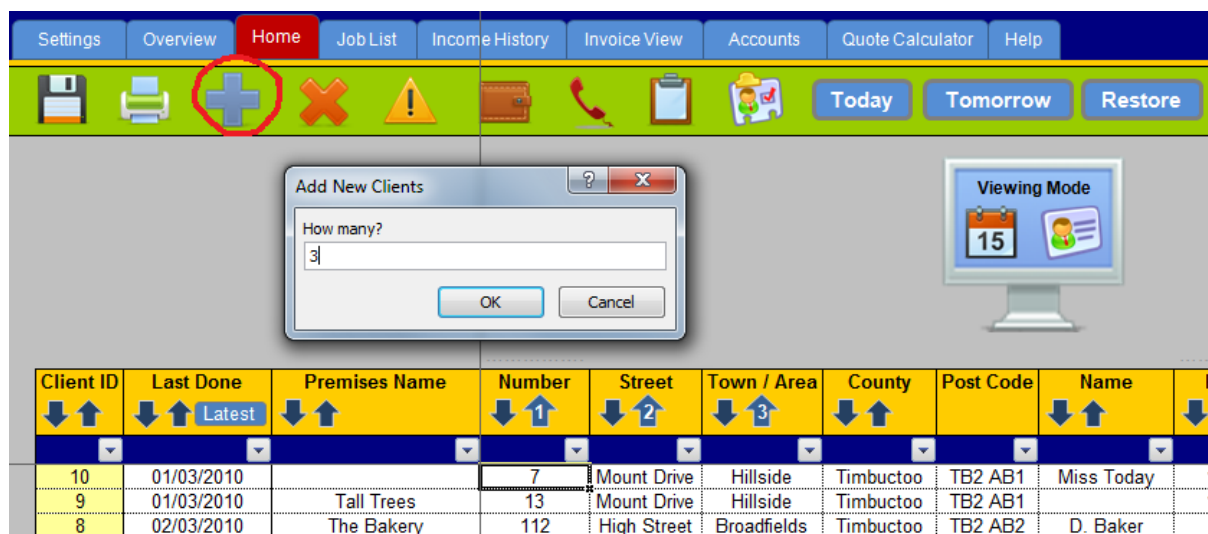 Settings Overview Home Job List Income History Invoice View Accounts Quote Calculator Help
Today Tomorrow Restore
Add New Clients
How many?
3
OK Cancel
Viewing Mode
15
Client ID Last Done Premises Name Number Street Town / Area County Post Code Name
Latest 1 2 3
10 01/03/2010 7 Mount Drive Hillside Timbuctoo TB2 AB1 Miss Today
9 01/03/2010 Tall Trees 13 Mount Drive Hillside Timbuctoo TB2 AB1
8 02/03/2010 The Bakery 112 High Street Broadfields Timbuctoo TB2 AB2 D. Baker